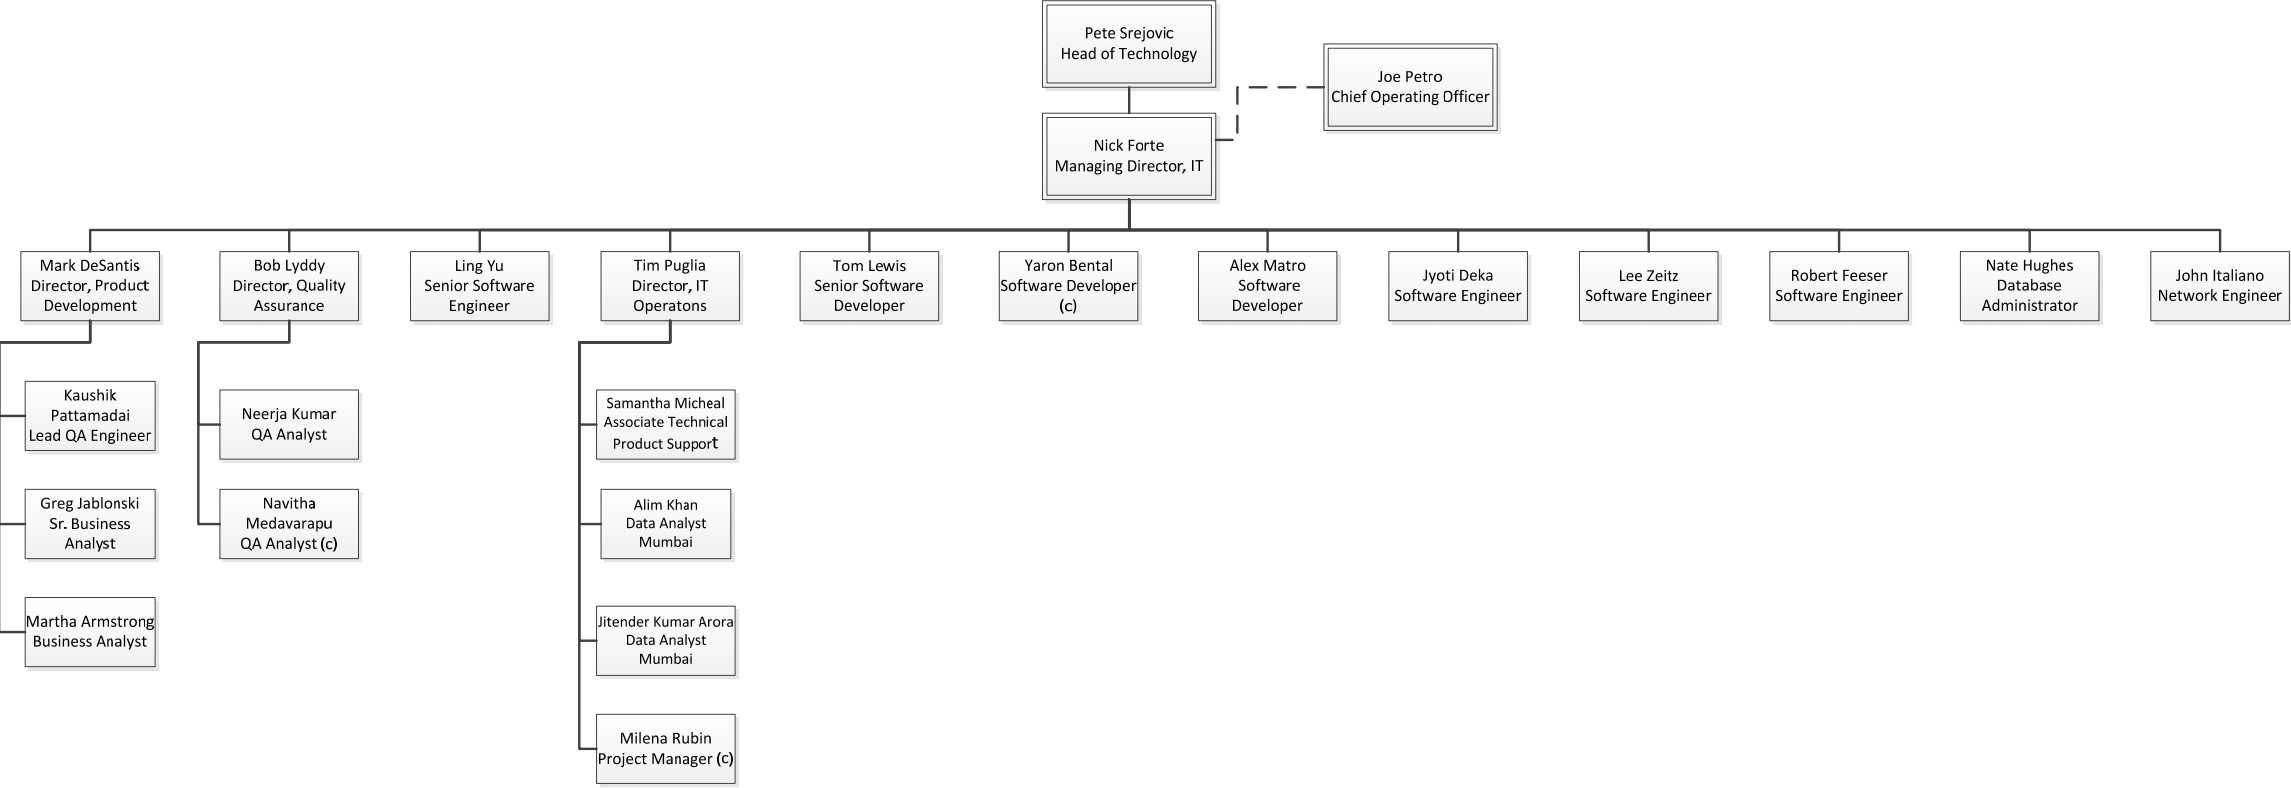 Pete Srejovic
Head of Technology
Joe Petro
Chief Operating Officer
Nick Forte
Managing Director, IT
Mark DeSantis
Director, Product
Development
Bob Lyddy
Director, Quality
Assurance
Ling Yu
Senior Software
Engineer
Tim Puglia
Director, IT
Operatons
Tom Lewis
Senior Software
Developer
Yaron Bental
Software Developer
(c)
Alex Matro
Software
Developer
Jyoti Deka
Software Engineer
Lee Zeitz
Software Engineer
Robert Feeser
Software Engineer
Nate Hughes
Database
Administrator
John Italiano
Network Engineer
Kaushik
Pattamadai
Lead QA Engineer
Greg Jablonski
Sr. Business
Analyst
Martha Armstrong
Business Analyst
Neerja Kumar
QA Analyst
Navitha
Medavarapu
QA Analyst (c)
Samantha Micheal
Associate Technical
Product Support
Alim Khan
Data Analyst
Mumbai
Jitender Kumar Arora
Data Analyst
Mumbai
Milena Rubin
Project Manager (c)